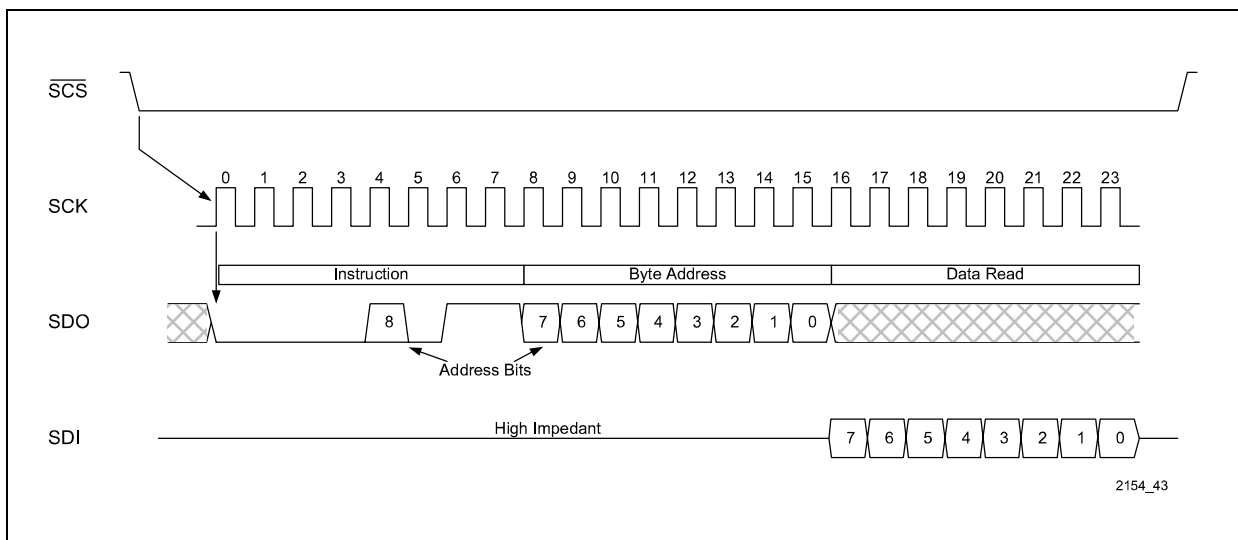 SCS
0 1 2 3 4 5 6 7 8 9 10 11 12 13 14 15 16 17 18 19 20 21 22 23
SCK
Instruction Byte Address Data Read
SDO 8 7 6 5 4 3 2 1 0
Address Bits
High Impedant
SDI 7 6 5 4 3 2 1 0
2154_43